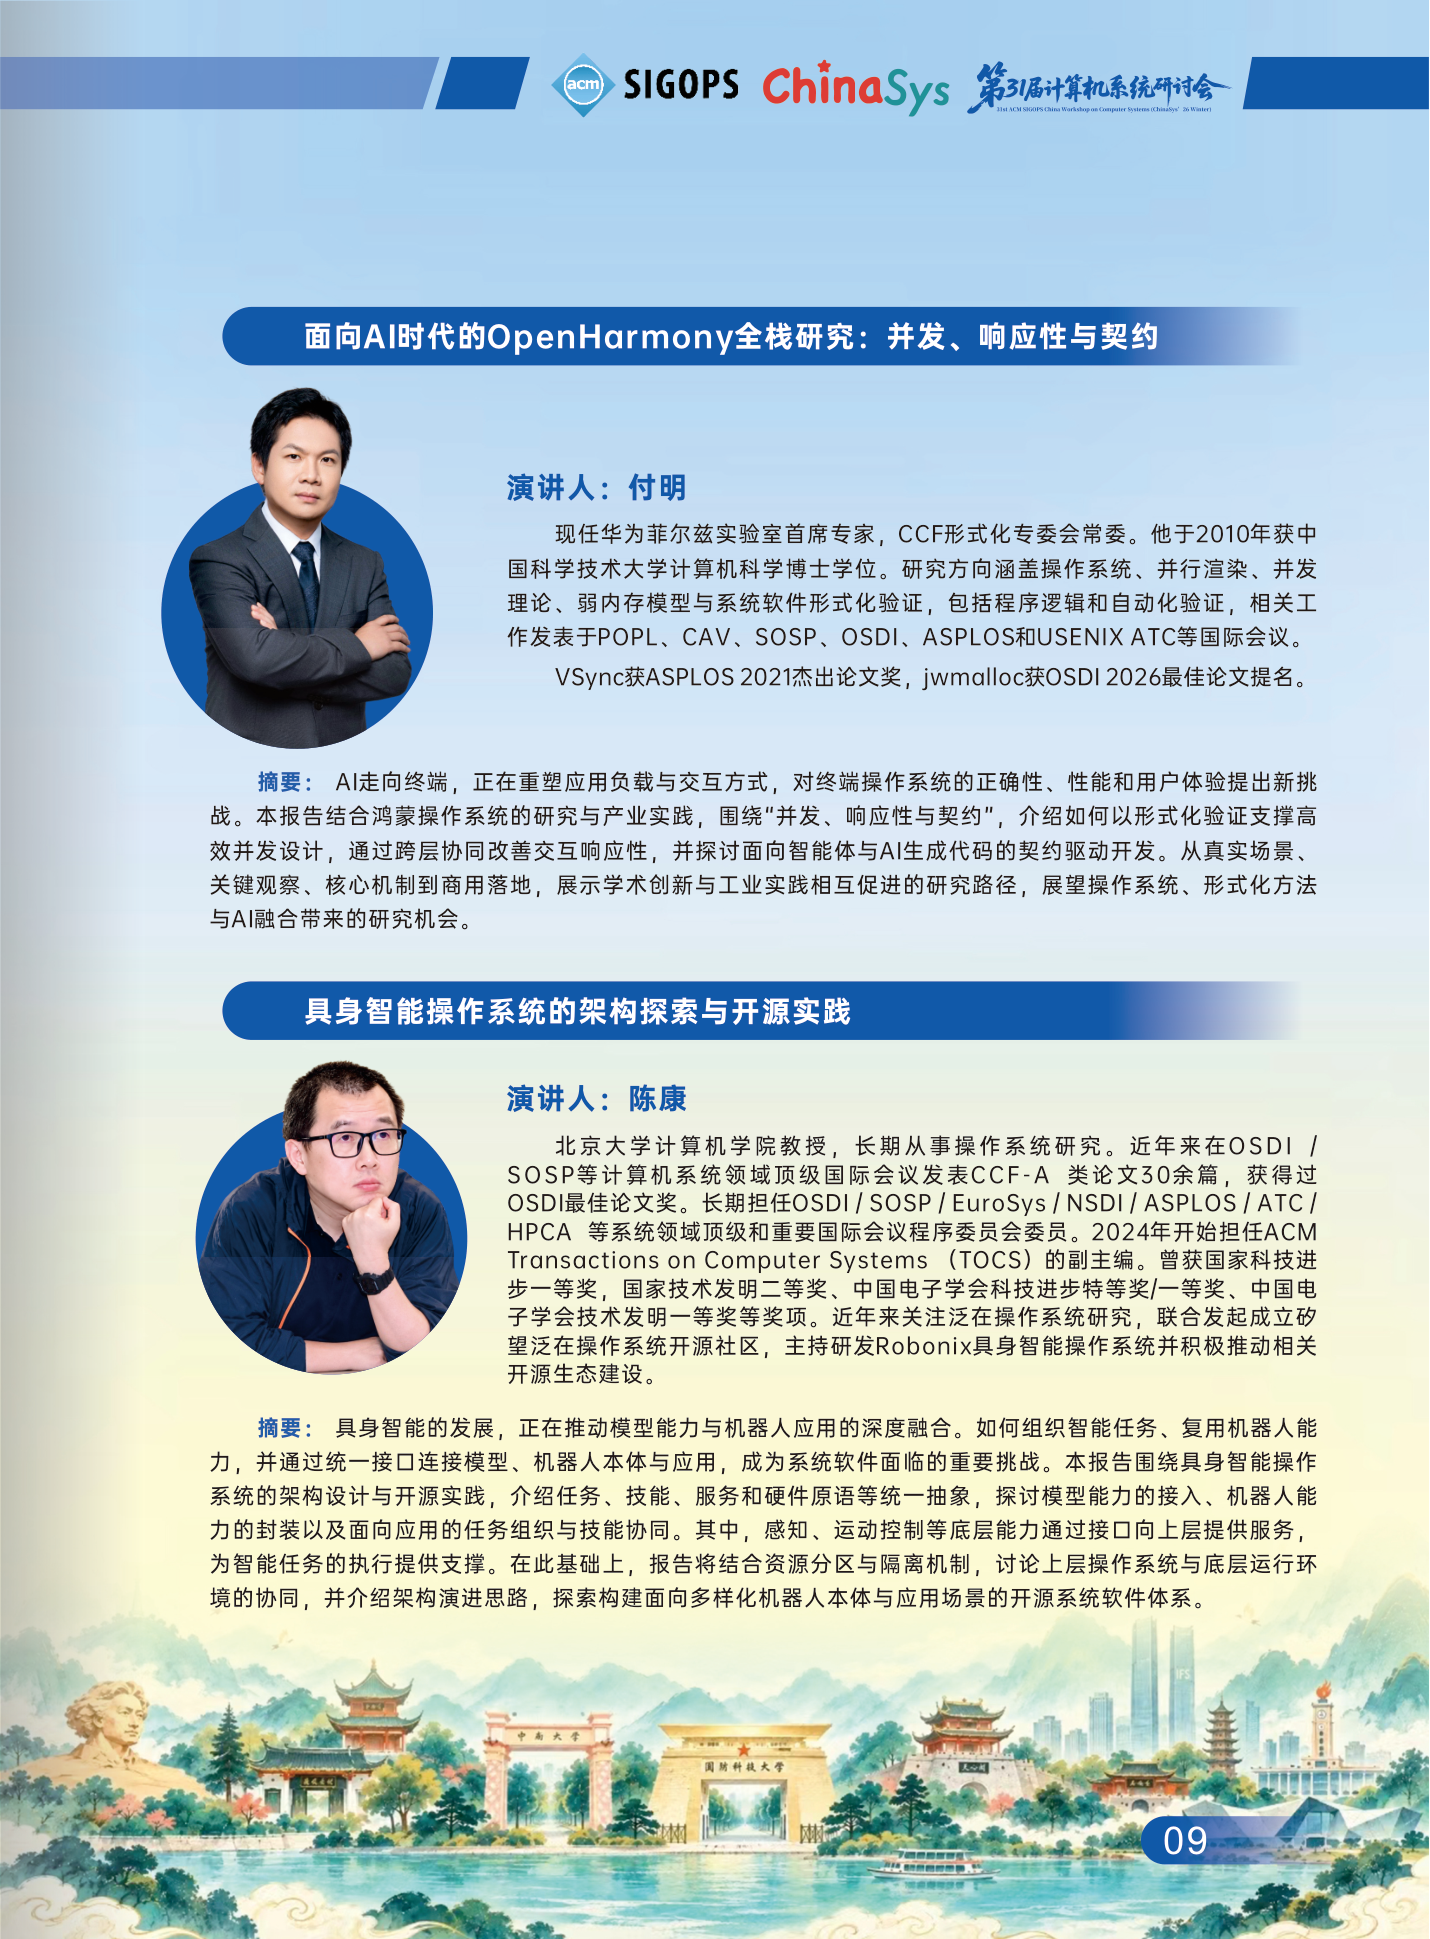 acm SIGOPS ChinaSys 第31届计算机系统研讨会
31st ACM SIGOPS China Workshop on Computer Systems (ChinaSys' 26 Winter)
面向AI时代的OpenHarmony全栈研究：并发、响应性与契约
演讲人：付明
现任华为菲尔兹实验室首席专家，CCF形式化专委会常委。他于2010年获中
国科学技术大学计算机科学博士学位。研究方向涵盖操作系统、并行渲染、并发
理论、弱内存模型与系统软件形式化验证，包括程序逻辑和自动化验证，相关工
作发表于POPL、CAV、SOSP、OSDI、ASPLOS和USENIX ATC等国际会议。
VSync获ASPLOS 2021杰出论文奖，jwmalloc获OSDI 2026最佳论文提名。
摘要： AI走向终端，正在重塑应用负载与交互方式，对终端操作系统的正确性、性能和用户体验提出新挑
战。本报告结合鸿蒙操作系统的研究与产业实践，围绕“并发、响应性与契约”，介绍如何以形式化验证支撑高
效并发设计，通过跨层协同改善交互响应性，并探讨面向智能体与AI生成代码的契约驱动开发。从真实场景、
关键观察、核心机制到商用落地，展示学术创新与工业实践相互促进的研究路径，展望操作系统、形式化方法
与AI融合带来的研究机会。
具身智能操作系统的架构探索与开源实践
演讲人：陈康
北京大学计算机学院教授，长期从事操作系统研究。近年来在OSDI /
SOSP等计算机系统领域顶级国际会议发表CCF-A 类论文30余篇，获得过
OSDI最佳论文奖。长期担任OSDI / SOSP / EuroSys / NSDI / ASPLOS / ATC /
HPCA 等系统领域顶级和重要国际会议程序委员会委员。2024年开始担任ACM
Transactions on Computer Systems （TOCS）的副主编。曾获国家科技进
步一等奖，国家技术发明二等奖、中国电子学会科技进步特等奖/一等奖、中国电
子学会技术发明一等奖等奖项。近年来关注泛在操作系统研究，联合发起成立矽
望泛在操作系统开源社区，主持研发Robonix具身智能操作系统并积极推动相关
开源生态建设。
摘要： 具身智能的发展，正在推动模型能力与机器人应用的深度融合。如何组织智能任务、复用机器人能
力，并通过统一接口连接模型、机器人本体与应用，成为系统软件面临的重要挑战。本报告围绕具身智能操作
系统的架构设计与开源实践，介绍任务、技能、服务和硬件原语等统一抽象，探讨模型能力的接入、机器人能
力的封装以及面向应用的任务组织与技能协同。其中，感知、运动控制等底层能力通过接口向上层提供服务，
为智能任务的执行提供支撑。在此基础上，报告将结合资源分区与隔离机制，讨论上层操作系统与底层运行环
境的协同，并介绍架构演进思路，探索构建面向多样化机器人本体与应用场景的开源系统软件体系。
IFS
中南大学
国防科技大学
天心阁
09